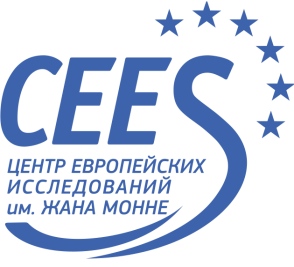 CEES
ЦЕНТР ЕВРОПЕЙСКИХ
ИССЛЕДОВАНИЙ
им. ЖАНА МОННЕ